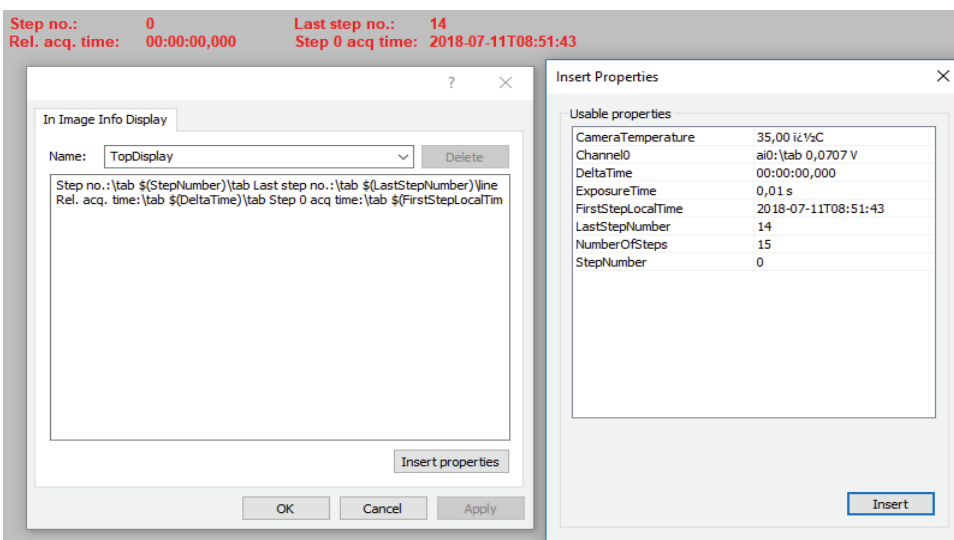 Step no.: 0 Last step no.: 14
Rel. acq. time: 00:00:00,000 Step 0 acq time: 2018-07-11T08:51:43
?
In Image Info Display
Name: TopDisplay Delete
Step no.:\tab $(StepNumber)\tab Last step no.:\tab $(LastStepNumber)\line
Rel. acq. time:\tab $(DeltaTime)\tab Step 0 acq time:\tab $(FirstStepLocalTim
Insert properties
OK Cancel Apply
Insert Properties
Usable properties
CameraTemperature 35,00 ï¿½C
Channel0 ai0:\tab 0,0707 V
DeltaTime 00:00:00,000
ExposureTime 0,01 s
FirstStepLocalTime 2018-07-11T08:51:43
LastStepNumber 14
NumberOfSteps 15
StepNumber 0
Insert